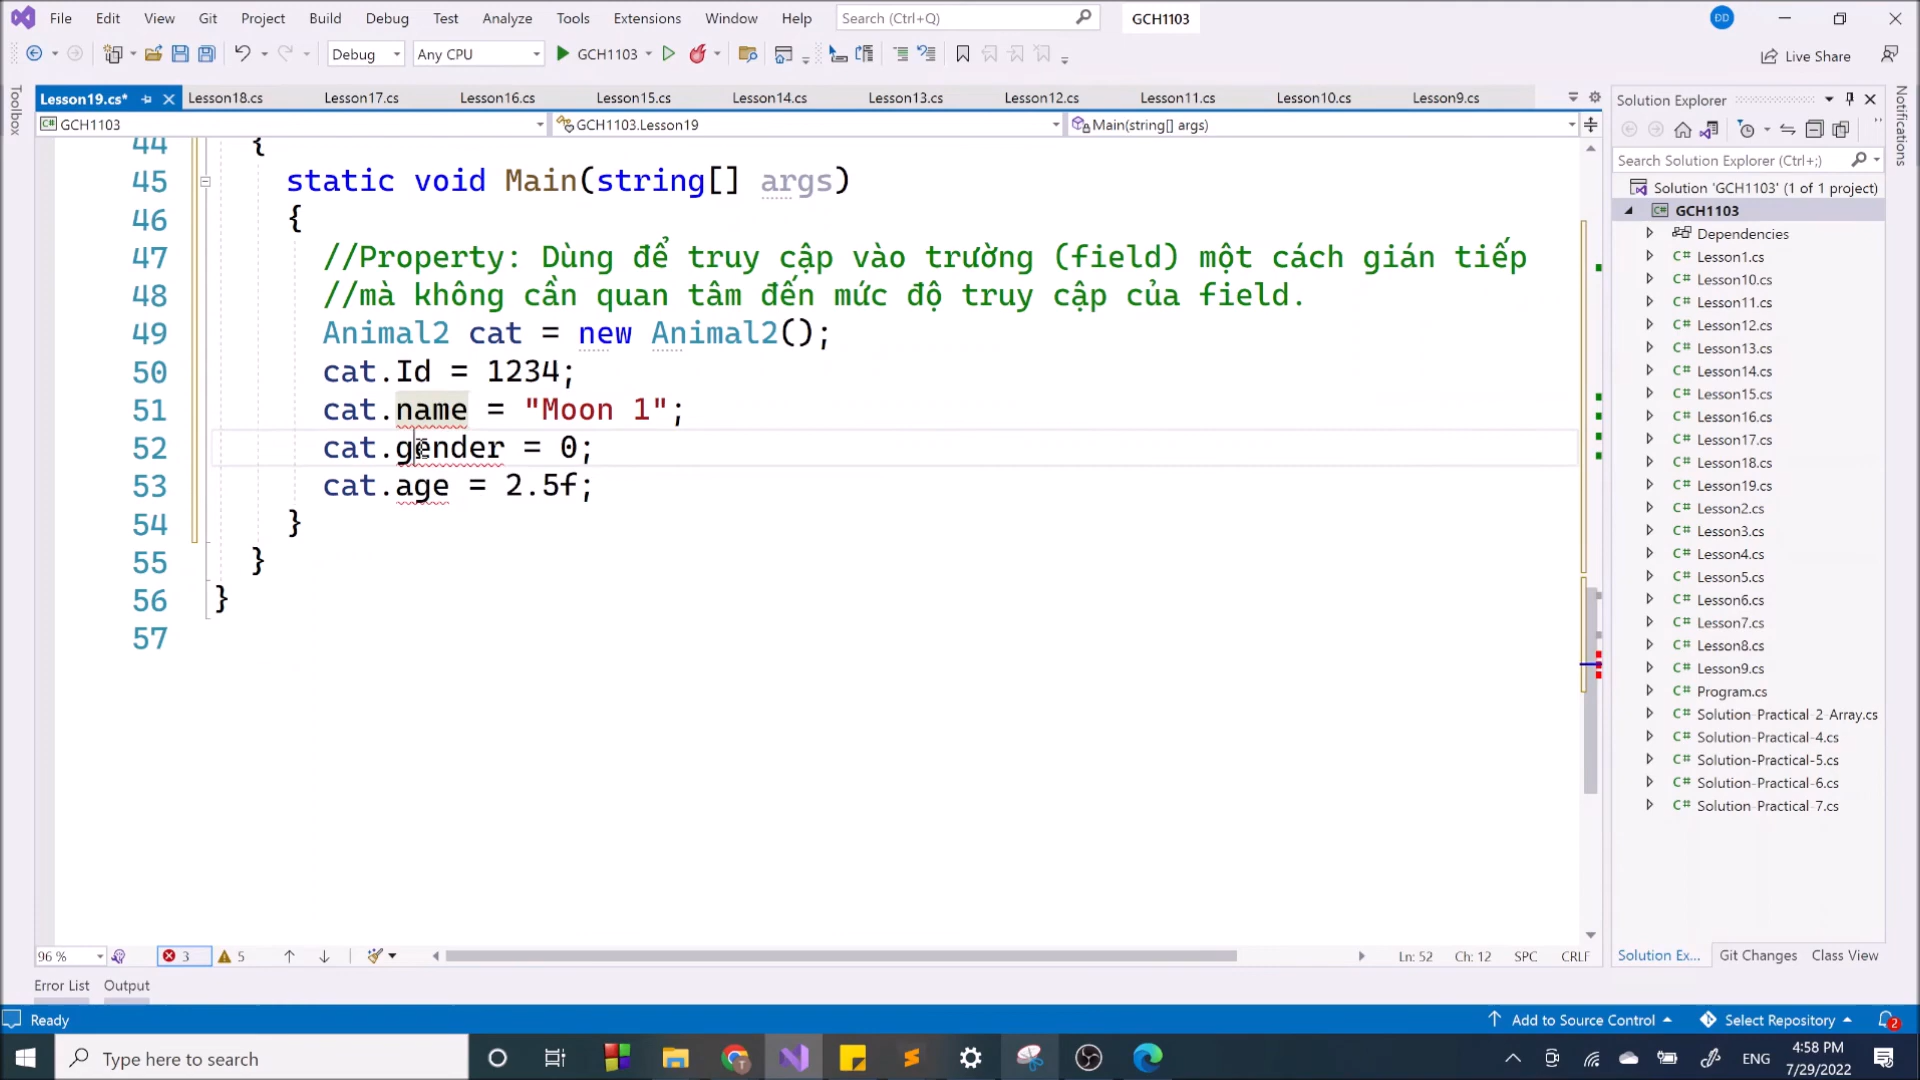 File Edit View Git Project Build Debug Test Analyze Tools Extensions Window Help Search (Ctrl+Q) GCH1103 ĐD
Debug Any CPU GCH1103 Live Share
Lesson19.cs* Lesson18.cs Lesson17.cs Lesson16.cs Lesson15.cs Lesson14.cs Lesson13.cs Lesson12.cs Lesson11.cs Lesson10.cs Lesson9.cs
GCH1103 GCH1103.Lesson19 Main(string[] args)
44 {
45 static void Main(string[] args)
46 {
47 //Property: Dùng để truy cập vào trường (field) một cách gián tiếp
48 //mà không cần quan tâm đến mức độ truy cập của field.
49 Animal2 cat = new Animal2();
50 cat.Id = 1234;
51 cat.name = "Moon 1";
52 cat.gender = 0;
53 cat.age = 2.5f;
54 }
55 }
56 }
57
96 % 3 5 Ln: 52 Ch: 12 SPC CRLF
Error List Output
Toolbox
Solution Explorer
Search Solution Explorer (Ctrl+;)
Solution 'GCH1103' (1 of 1 project)
C# GCH1103
Dependencies
C# Lesson1.cs
C# Lesson10.cs
C# Lesson11.cs
C# Lesson12.cs
C# Lesson13.cs
C# Lesson14.cs
C# Lesson15.cs
C# Lesson16.cs
C# Lesson17.cs
C# Lesson18.cs
C# Lesson19.cs
C# Lesson2.cs
C# Lesson3.cs
C# Lesson4.cs
C# Lesson5.cs
C# Lesson6.cs
C# Lesson7.cs
C# Lesson8.cs
C# Lesson9.cs
C# Program.cs
C# Solution-Practical-2-Array.cs
C# Solution-Practical-4.cs
C# Solution-Practical-5.cs
C# Solution-Practical-6.cs
C# Solution-Practical-7.cs
Solution Ex... Git Changes Class View
Notifications
Ready Add to Source Control Select Repository 2
Type here to search ENG 4:58 PM
7/29/2022